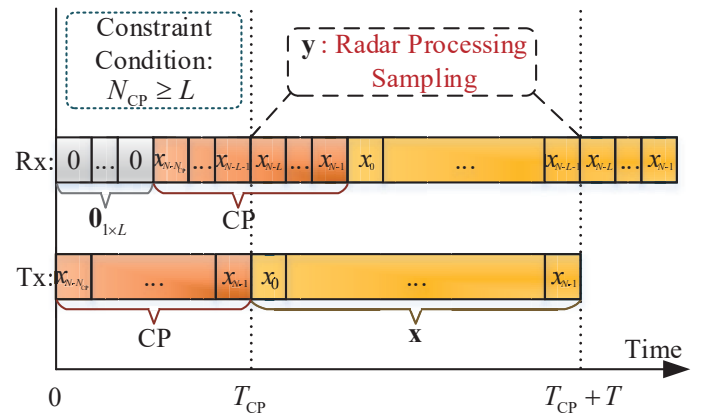 Constraint
Condition:
N_CP ≥ L
y : Radar Processing
Sampling
Rx: 0 ... 0 x_{N-N_CP} ... x_{N-L-1} x_{N-L} ... x_{N-1} x_0 ... x_{N-L-1} x_{N-L} ... x_{N-1}
0_{1×L} CP
Tx: x_{N-N_CP} ... x_{N-1} x_0 ... x_{N-1}
CP x
Time
0 T_CP T_CP + T